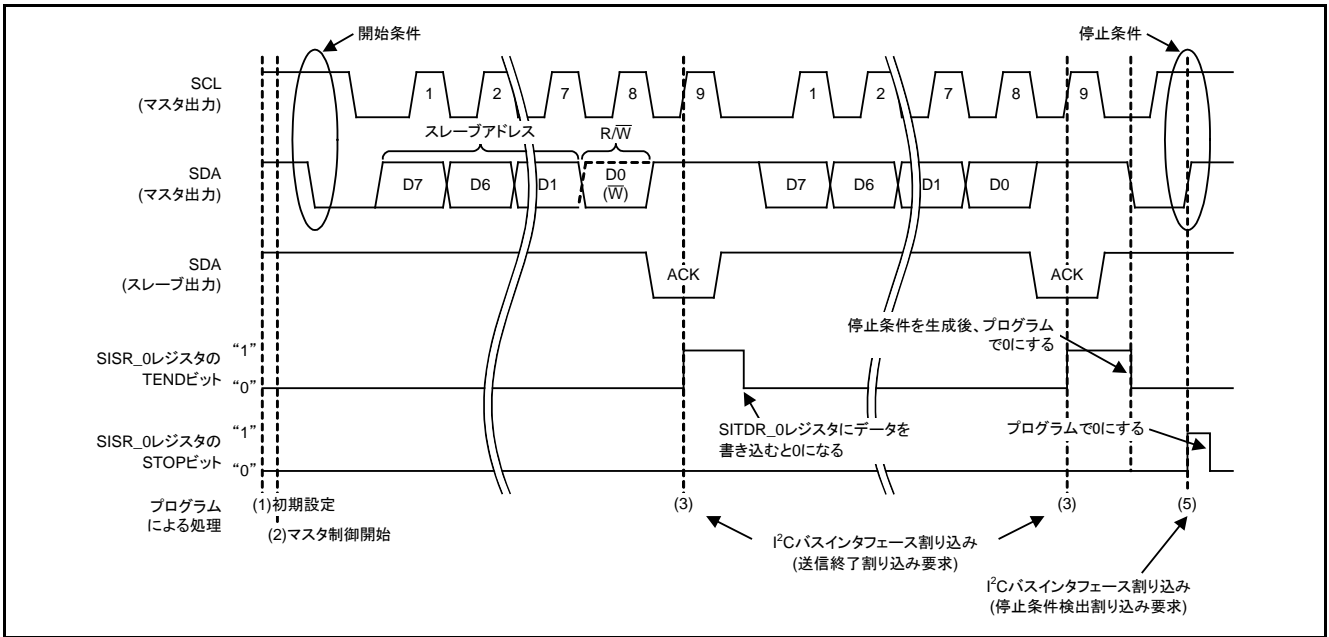 開始条件
停止条件
SCL
(マスタ出力)
1
2
7
8
9
1
2
7
8
9
スレーブアドレス
R/W̅
SDA
(マスタ出力)
D7
D6
D1
D0
(W̅)
D7
D6
D1
D0
SDA
(スレーブ出力)
ACK
ACK
停止条件を生成後、プログラム
で0にする
SISR_0レジスタの
TENDビット
“1”
“0”
SITDR_0レジスタにデータを
書き込むと0になる
プログラムで0にする
SISR_0レジスタの
STOPビット
“1”
“0”
プログラム
による処理
(1)初期設定
(2)マスタ制御開始
(3)
(3)
(5)
I²Cバスインタフェース割り込み
(送信終了割り込み要求)
I²Cバスインタフェース割り込み
(停止条件検出割り込み要求)